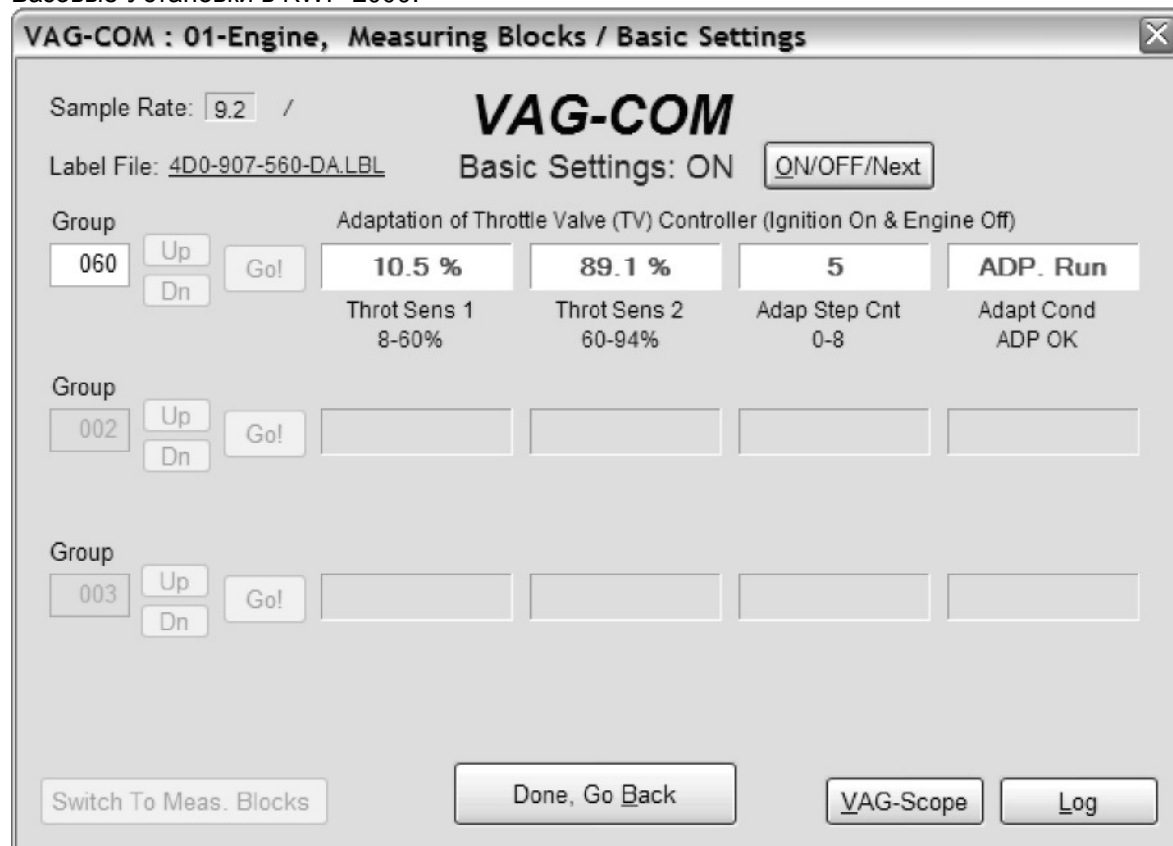 Базовые Установки в KWP-2000:
VAG-COM : 01-Engine, Measuring Blocks / Basic Settings
Sample Rate: 9.2 /
VAG-COM
Label File: 4D0-907-560-DA.LBL
Basic Settings: ON
ON/OFF/Next
Group
Adaptation of Throttle Valve (TV) Controller (Ignition On & Engine Off)
060
Up
Dn
Go!
10.5 %
89.1 %
5
ADP. Run
Throt Sens 1
8-60%
Throt Sens 2
60-94%
Adap Step Cnt
0-8
Adapt Cond
ADP OK
Group
002
Up
Dn
Go!
Group
003
Up
Dn
Go!
Switch To Meas. Blocks
Done, Go Back
VAG-Scope
Log